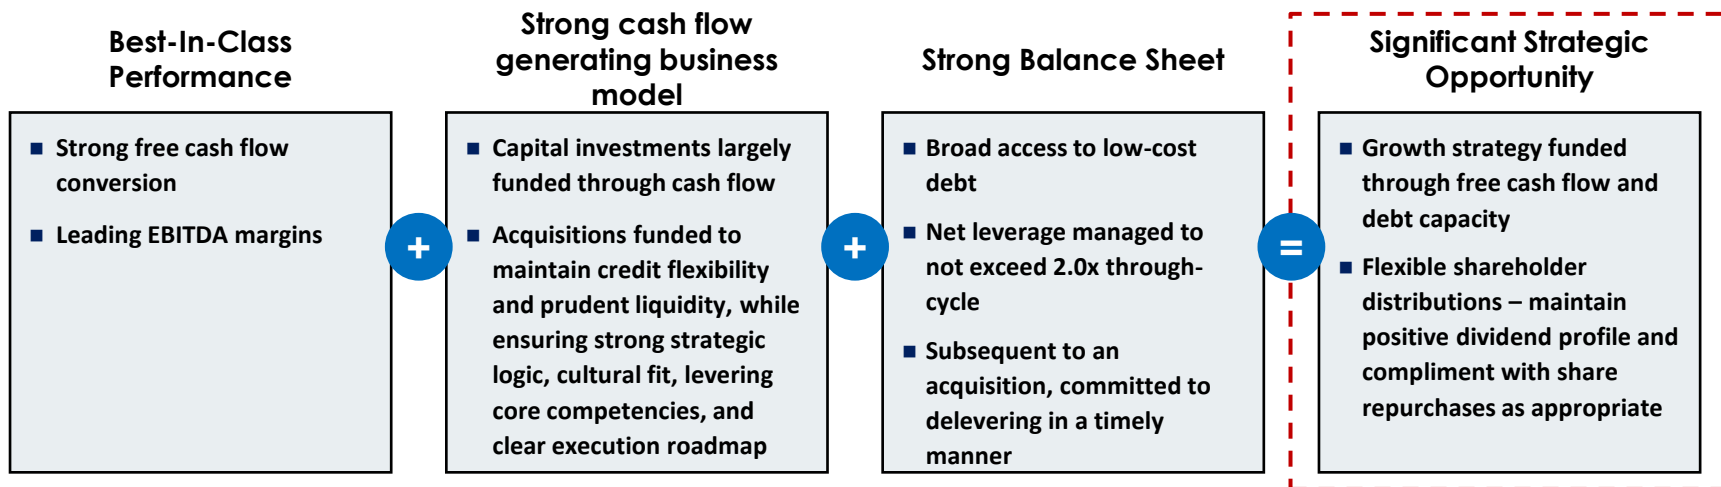 Best-In-Class
Performance
■ Strong free cash flow
conversion
■ Leading EBITDA margins
+
Strong cash flow
generating business
model
■ Capital investments largely
funded through cash flow
■ Acquisitions funded to
maintain credit flexibility
and prudent liquidity, while
ensuring strong strategic
logic, cultural fit, levering
core competencies, and
clear execution roadmap
+
Strong Balance Sheet
■ Broad access to low-cost
debt
■ Net leverage managed to
not exceed 2.0x through-
cycle
■ Subsequent to an
acquisition, committed to
delevering in a timely
manner
=
Significant Strategic
Opportunity
■ Growth strategy funded
through free cash flow and
debt capacity
■ Flexible shareholder
distributions – maintain
positive dividend profile and
compliment with share
repurchases as appropriate